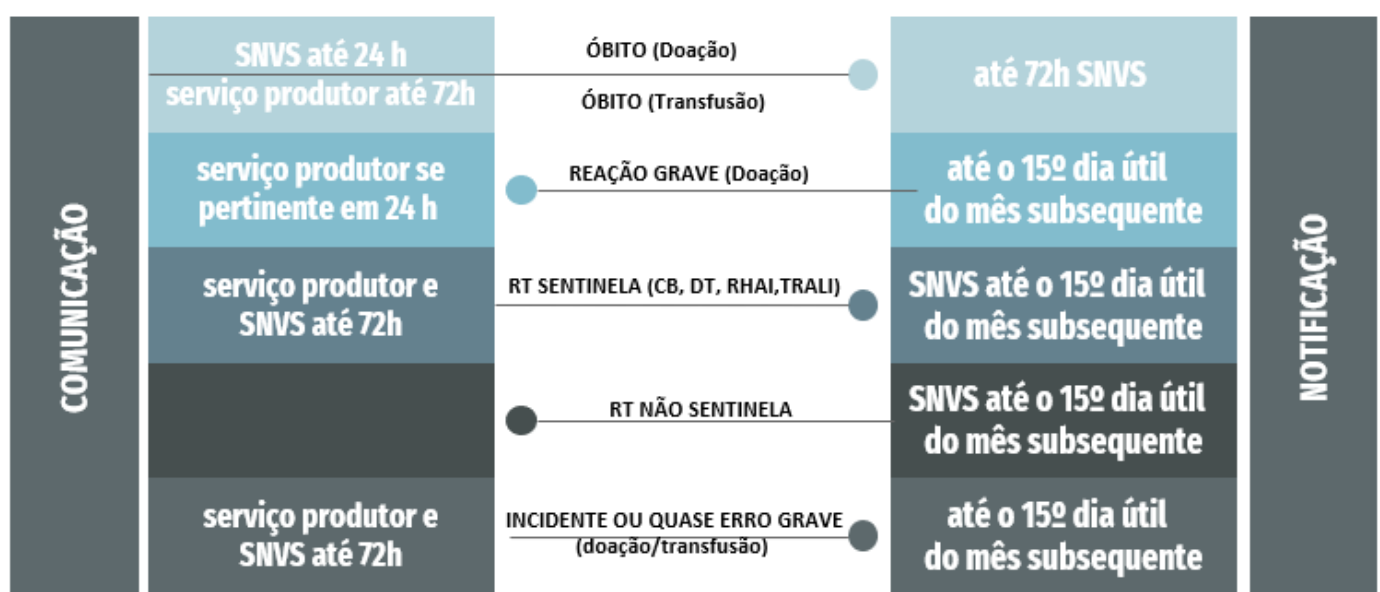 COMUNICAÇÃO
SNVS até 24 h
serviço produtor até 72h
ÓBITO (Doação)
ÓBITO (Transfusão)
até 72h SNVS
serviço produtor se
pertinente em 24 h
REAÇÃO GRAVE (Doação)
até o 15º dia útil
do mês subsequente
serviço produtor e
SNVS até 72h
RT SENTINELA (CB, DT, RHAI,TRALI)
SNVS até o 15º dia útil
do mês subsequente
RT NÃO SENTINELA
SNVS até o 15º dia útil
do mês subsequente
serviço produtor e
SNVS até 72h
INCIDENTE OU QUASE ERRO GRAVE
(doação/transfusão)
até o 15º dia útil
do mês subsequente
NOTIFICAÇÃO